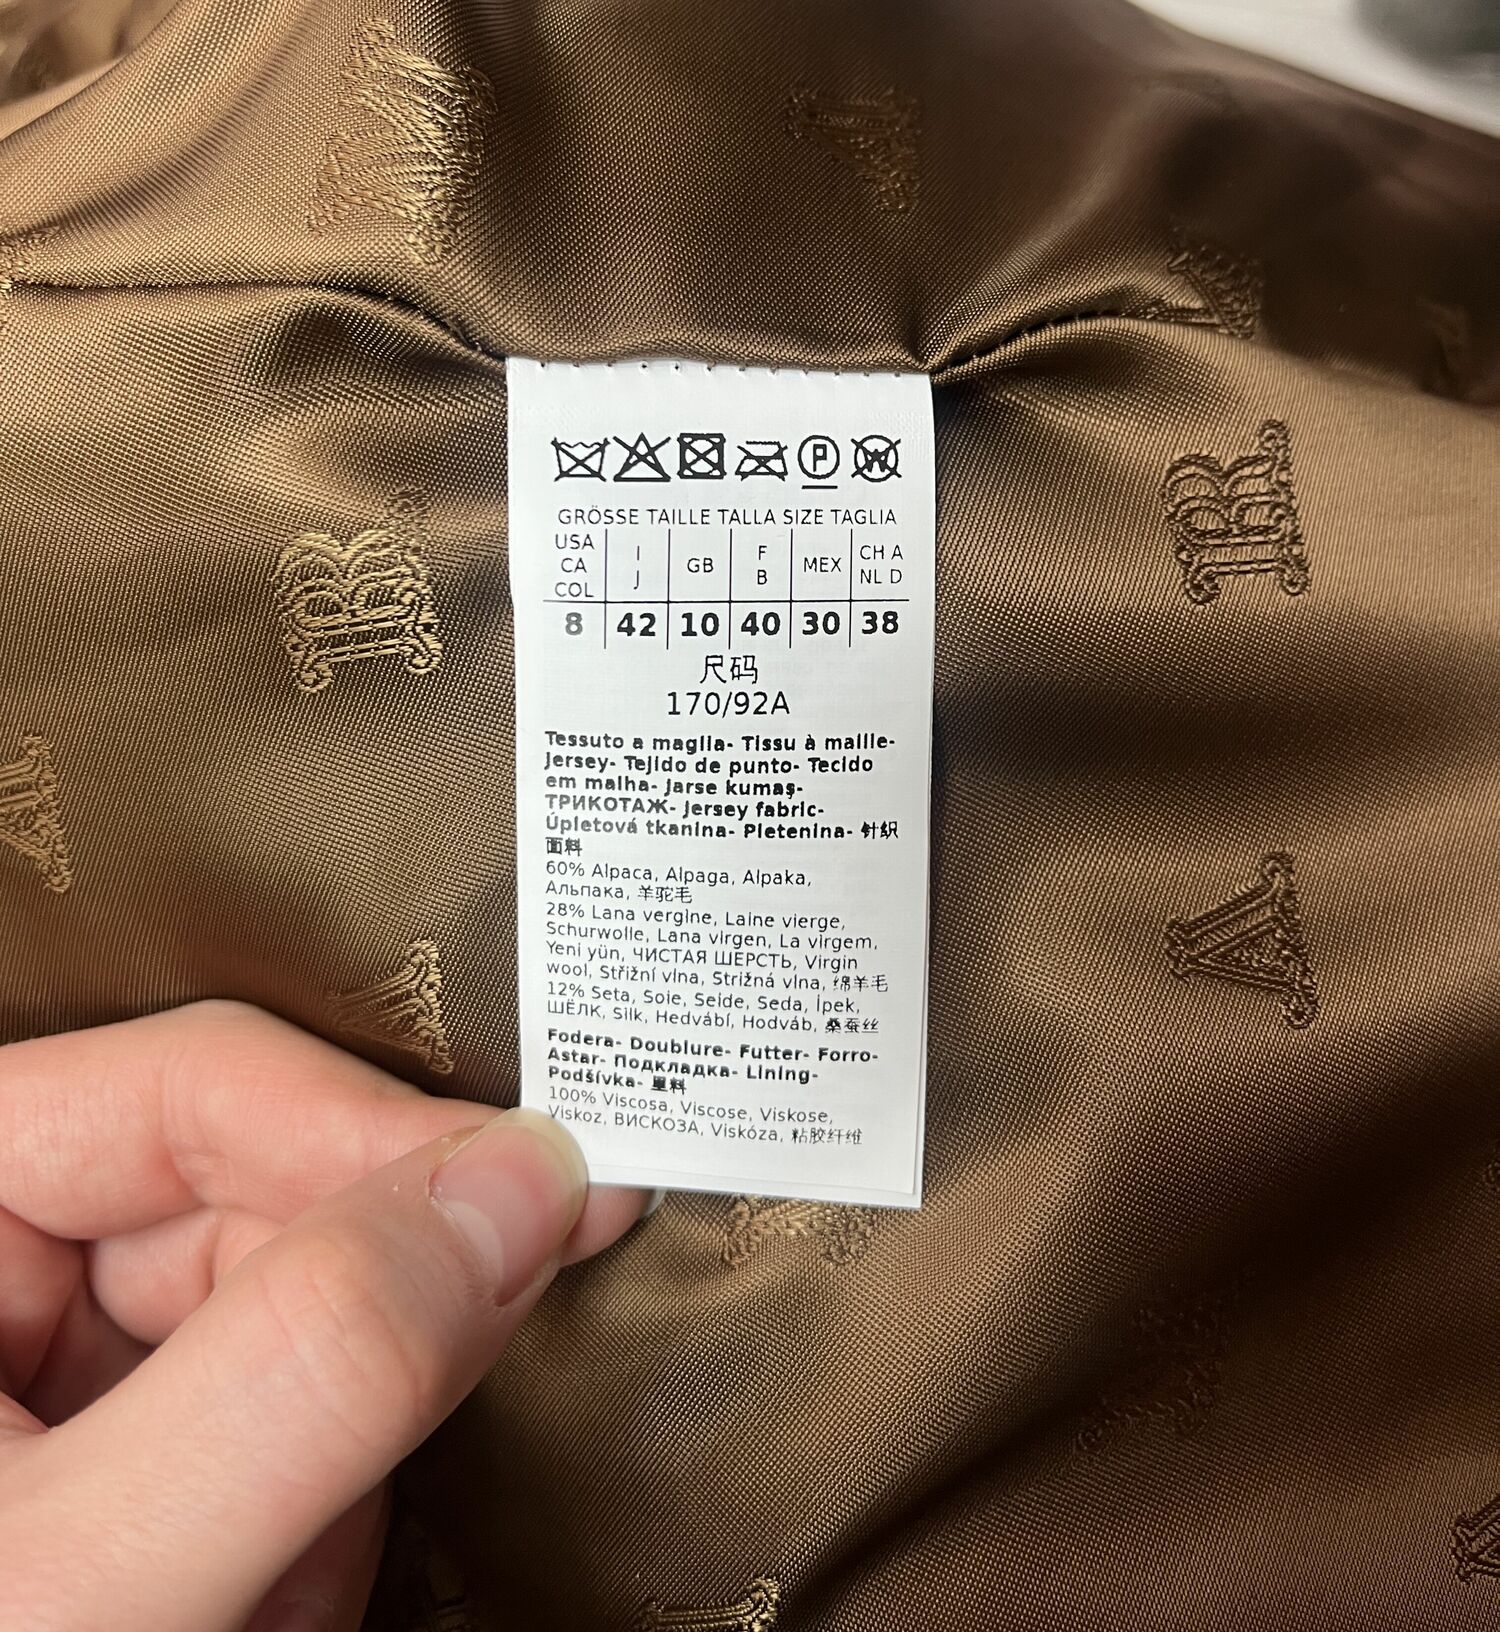 P W
GRÖSSE TAILLE TALLA SIZE TAGLIA
USA CA COL | I J | GB | F B | MEX | CH A NL D
8 | 42 | 10 | 40 | 30 | 38
尺码
170/92A
Tessuto a maglia- Tissu à maille-
Jersey- Tejido de punto- Tecido
em malha- Jarse kumaş-
ТРИКОТАЖ- Jersey fabric-
Úpletová tkanina- Pletenina- 针织
面料
60% Alpaca, Alpaga, Alpaka,
Альпака, 羊驼毛
28% Lana vergine, Laine vierge,
Schurwolle, Lana virgen, La virgem,
Yeni yün, ЧИСТАЯ ШЕРСТЬ, Virgin
wool, Střižní vlna, Strižná vlna, 绵羊毛
12% Seta, Soie, Seide, Seda, İpek,
ШЁЛК, Silk, Hedvábí, Hodváb, 桑蚕丝
Fodera- Doublure- Futter- Forro-
Astar- Подкладка- Lining-
Podšívka- 里料
100% Viscosa, Viscose, Viskose,
Viskoz, ВИСКОЗА, Viskóza, 粘胶纤维